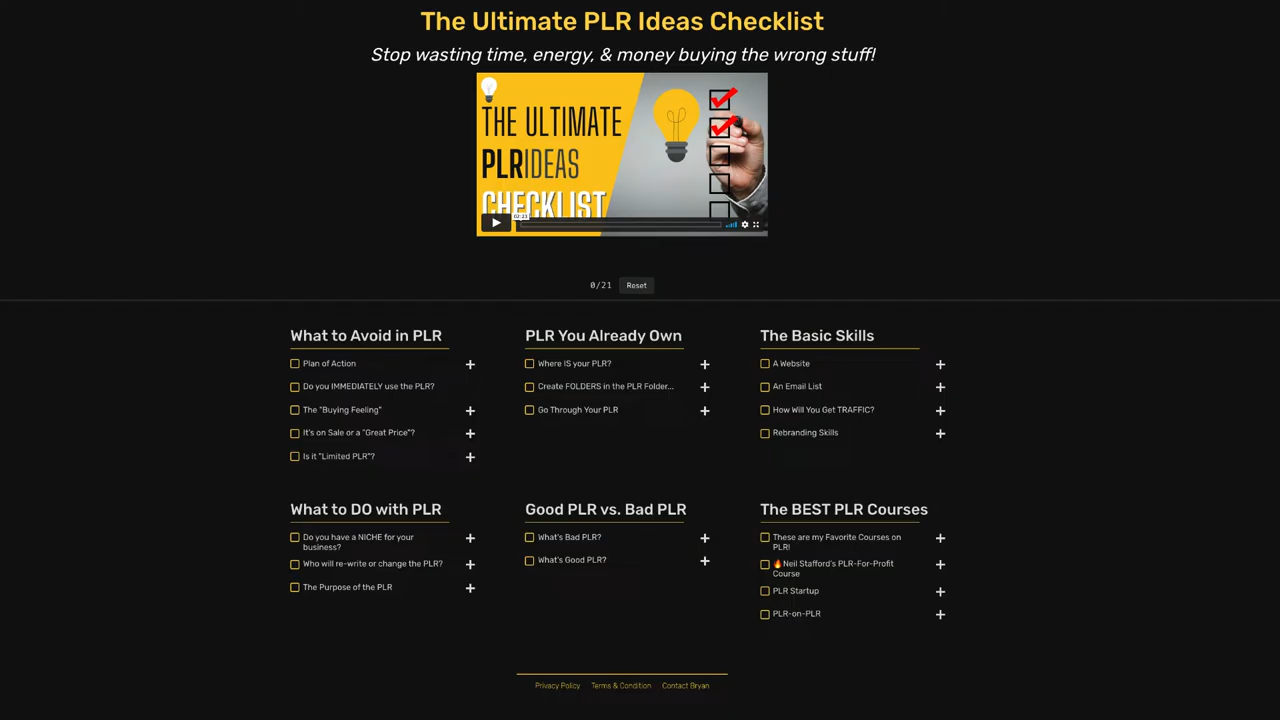 The Ultimate PLR Ideas Checklist
Stop wasting time, energy, & money buying the wrong stuff!
THE ULTIMATE
PLRIDEAS
CHECKLIST
02:23
0/21
Reset
What to Avoid in PLR
Plan of Action
Do you IMMEDIATELY use the PLR?
The "Buying Feeling"
It's on Sale or a "Great Price"?
Is it "Limited PLR"?
PLR You Already Own
Where IS your PLR?
Create FOLDERS in the PLR Folder...
Go Through Your PLR
The Basic Skills
A Website
An Email List
How Will You Get TRAFFIC?
Rebranding Skills
What to DO with PLR
Do you have a NICHE for your
business?
Who will re-write or change the PLR?
The Purpose of the PLR
Good PLR vs. Bad PLR
What's Bad PLR?
What's Good PLR?
The BEST PLR Courses
These are my Favorite Courses on
PLR!
🔥Neil Stafford's PLR-For-Profit
Course
PLR Startup
PLR-on-PLR
Privacy Policy Terms & Condition Contact Bryan